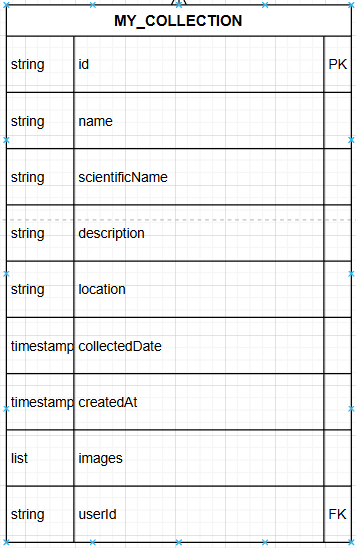 MY_COLLECTION
string id PK
string name
string scientificName
string description
string location
timestamp collectedDate
timestamp createdAt
list images
string userId FK